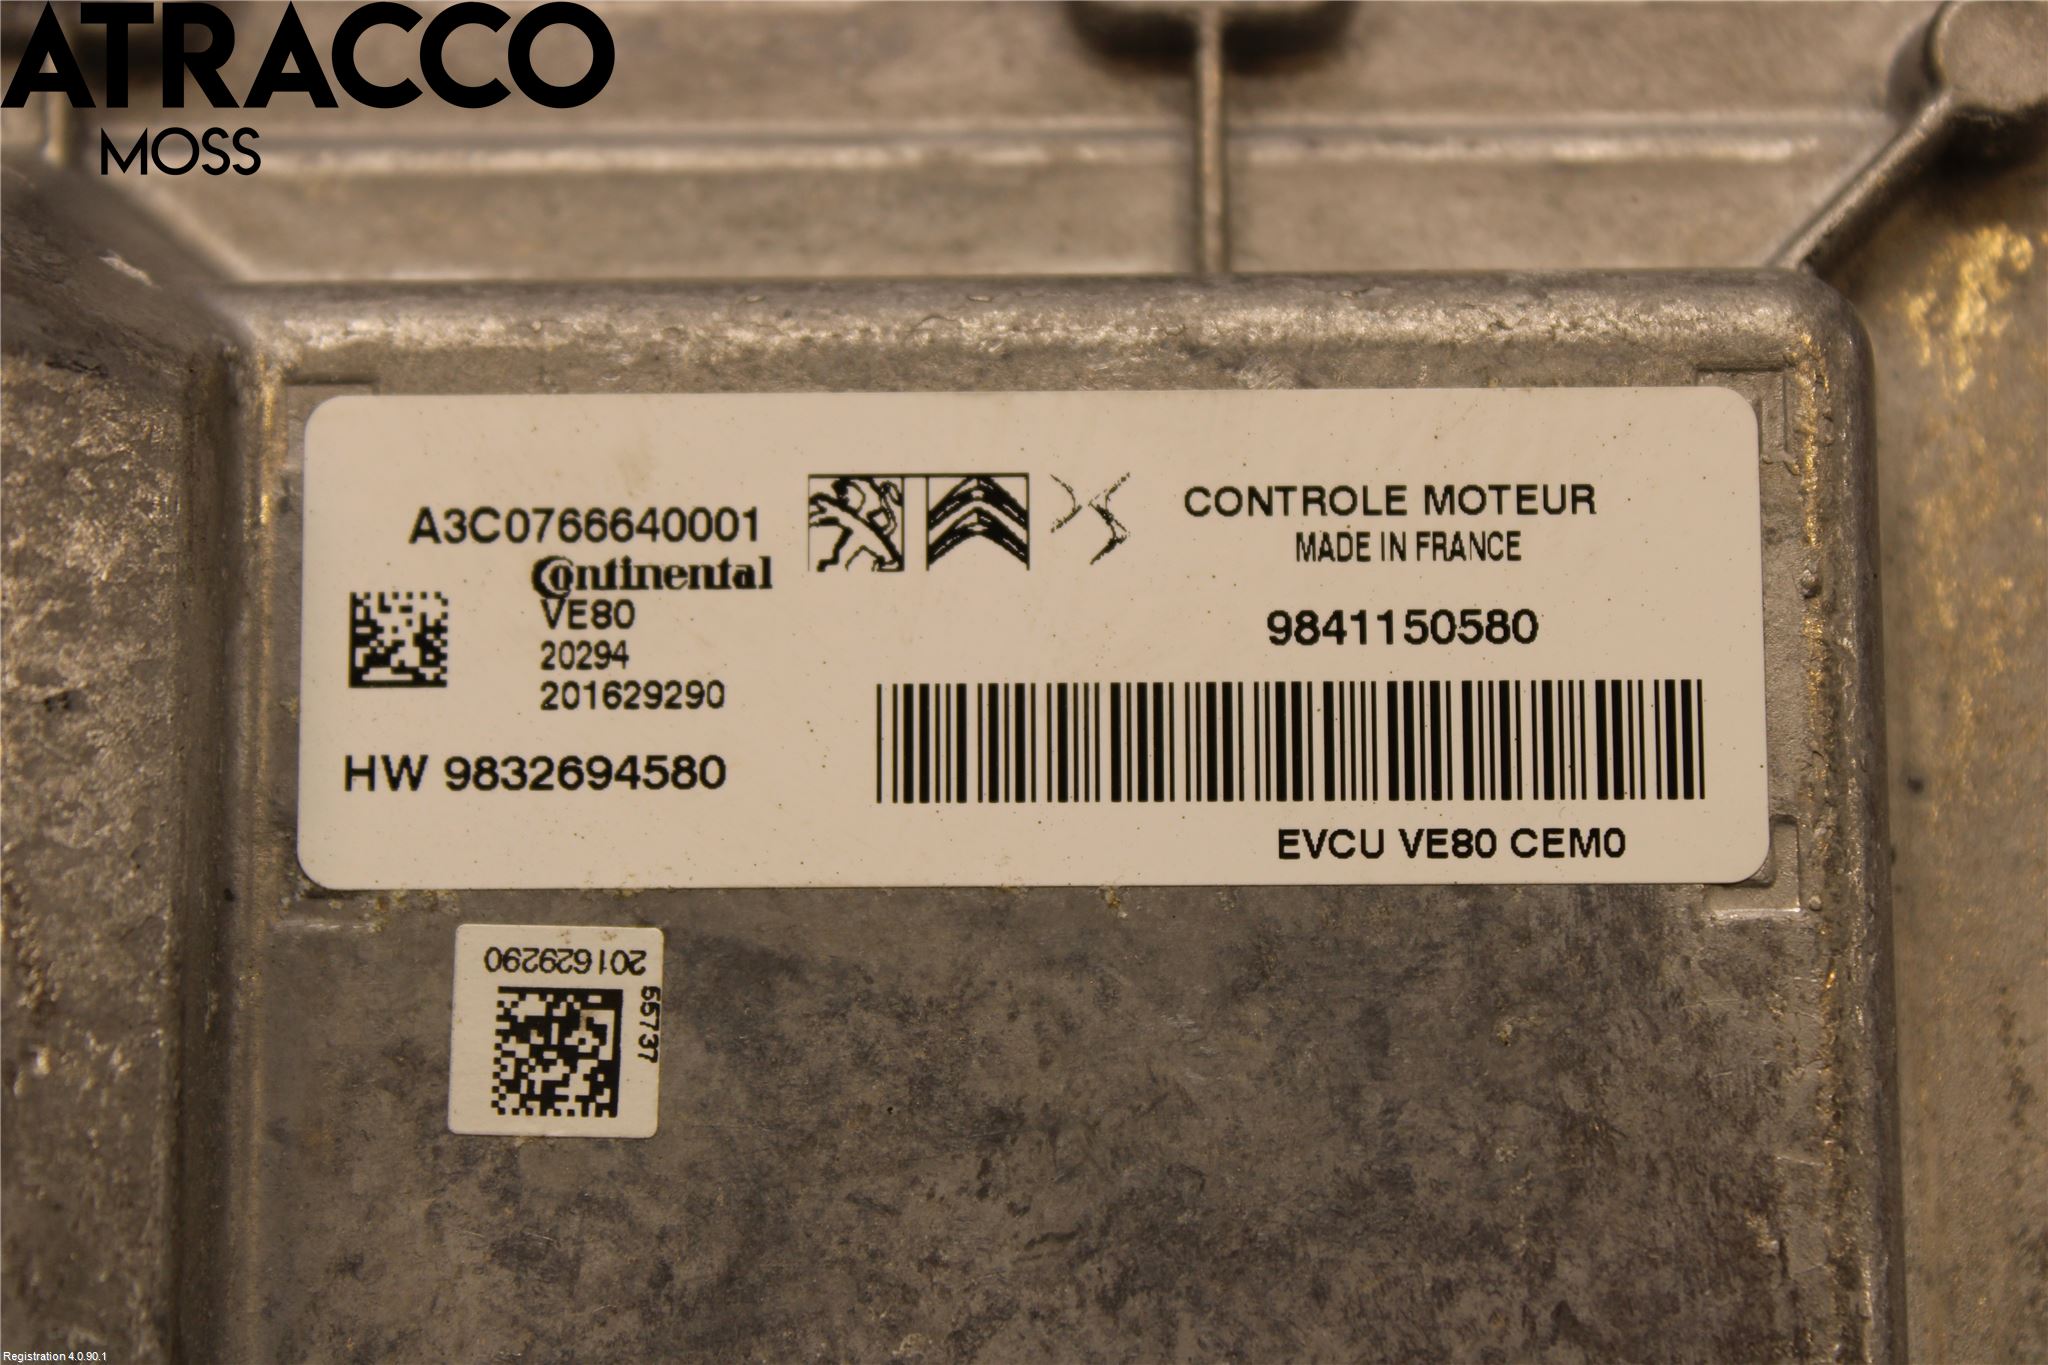 ATRACCO
MOSS
A3C0766640001
Continental
VE80
20294
201629290
HW 9832694580
CONTROLE MOTEUR
MADE IN FRANCE
9841150580
EVCU VE80 CEM0
201629290
55737
Registration 4.0.90.1